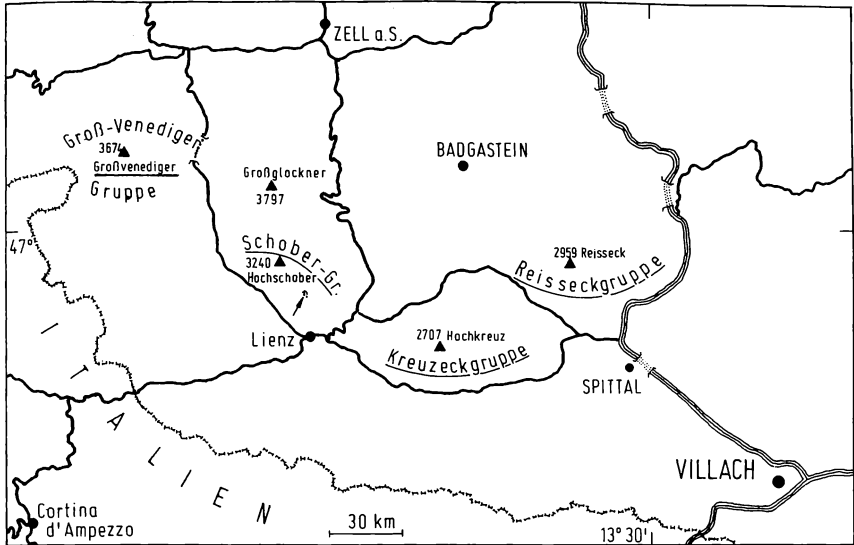 ZELL a.S.
Groß-Venediger
3674
Großvenediger
Gruppe
BADGASTEIN
Großglockner
3797
47°
Schober-Gr.
3240
Hochschober
2959 Reisseck
Reisseckgruppe
Lienz
2707 Hochkreuz
Kreuzeckgruppe
SPITTAL
ITALIEN
VILLACH
Cortina
d'Ampezzo
30 km
13° 30'